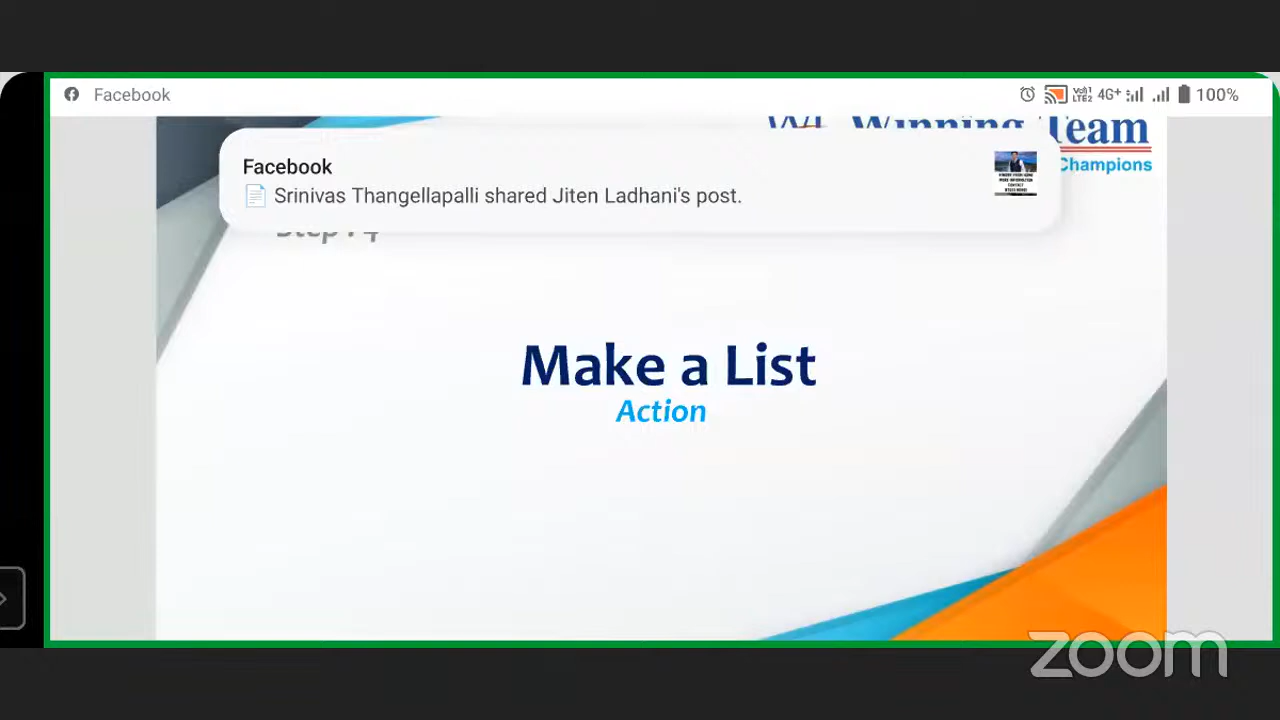 Facebook
4G+ 100%
Winning Team
Champions
Facebook
Srinivas Thangellapalli shared Jiten Ladhani's post.
Make a List
Action
zoom